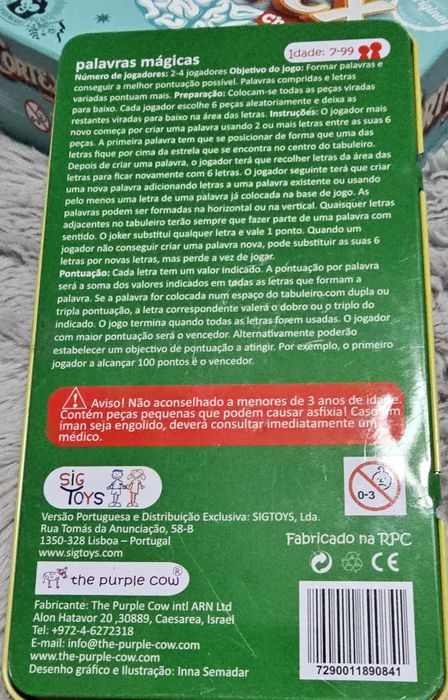 palavras mágicas
Idade: 7-99
Número de jogadores: 2-4 jogadores Objetivo do jogo: Formar palavras e
conseguir a melhor pontuação possível. Palavras compridas e letras
variadas pontuam mais. Preparação: Colocam-se todas as peças viradas
para baixo. Cada jogador escolhe 6 peças aleatoriamente e deixa as
restantes viradas para baixo na área das letras. Instruções: O jogador mais
novo começa por criar uma palavra usando 2 ou mais letras entre as suas 6
peças. A primeira palavra tem que se posicionar de forma que uma das
letras fique por cima da estrela que se encontra no centro do tabuleiro.
Depois de criar uma palavra, o jogador terá que recolher letras da área das
letras para ficar novamente com 6 letras. O jogador seguinte terá que criar
uma nova palavra adicionando letras a uma palavra existente ou usando
pelo menos uma letra de uma palavra já colocada na base de jogo. As
palavras podem ser formadas na horizontal ou na vertical. Quaisquer letras
adjacentes no tabuleiro terão sempre que fazer parte de uma palavra com
sentido. O joker substitui qualquer letra e vale 1 ponto. Quando um
jogador não conseguir criar uma palavra nova, pode substituir as suas 6
letras por novas letras, mas perde a vez de jogar.
Pontuação: Cada letra tem um valor indicado. A pontuação por palavra
será a soma dos valores indicados em todas as letras que formam a
palavra. Se a palavra for colocada num espaço do tabuleiro com dupla ou
tripla pontuação, a letra correspondente valerá o dobro ou o triplo do
indicado. O jogo termina quando todas as letras forem usadas. O jogador
com maior pontuação será o vencedor. Alternativamente poderão
estabelecer um objectivo de pontuação a atingir. Por exemplo, o primeiro
jogador a alcançar 100 pontos é o vencedor.
Aviso! Não aconselhado a menores de 3 anos de idade.
Contém peças pequenas que podem causar asfixia! Caso um
íman seja engolido, deverá consultar imediatamente um
médico.
SIG
TOYS
0-3
Versão Portuguesa e Distribuição Exclusiva: SIGTOYS, Lda.
Rua Tomás da Anunciação, 58-B
1350-328 Lisboa – Portugal
www.sigtoys.com
Fabricado na RPC
CE
the purple cow®
Fabricante: The Purple Cow intl ARN Ltd
Alon Hatavor 20 ,30889, Caesarea, Israel
Tel: +972-4-6272318
E-mail: info@the-purple-cow.com
www.the-purple-cow.com
Desenho gráfico e Ilustração: Inna Semadar
7290011890841